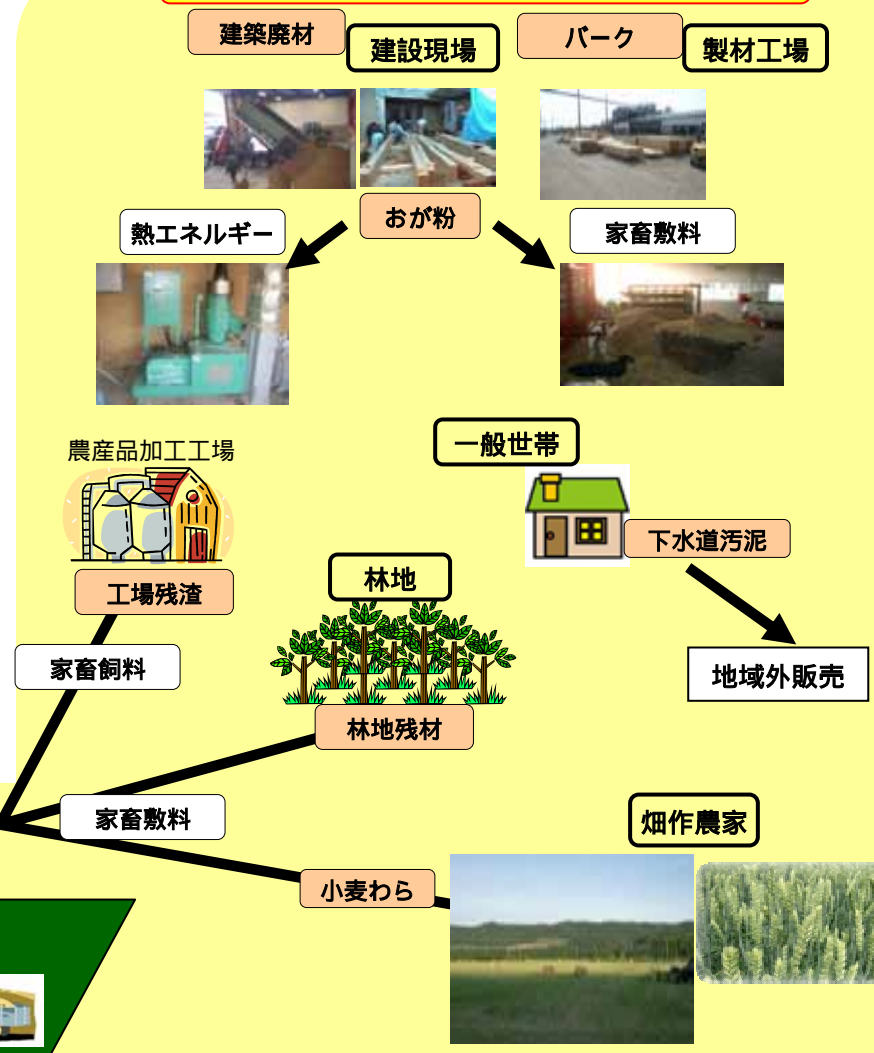 建築廃材
建設現場
バーク
製材工場
おが粉
熱エネルギー
家畜敷料
農産品加工工場
一般世帯
下水道汚泥
工場残渣
林地
家畜飼料
地域外販売
林地残材
家畜敷料
畑作農家
小麦わら